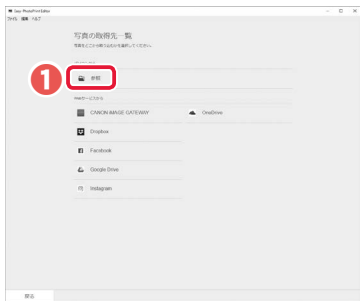 Easy-PhotoPrint Editor
ファイル 編集 ヘルプ
写真の取得先一覧
写真をどこから取り込むかを選択してください。
1
参照
Webサービスから
CANON iMAGE GATEWAY
OneDrive
Dropbox
Facebook
Google Drive
Instagram
戻る